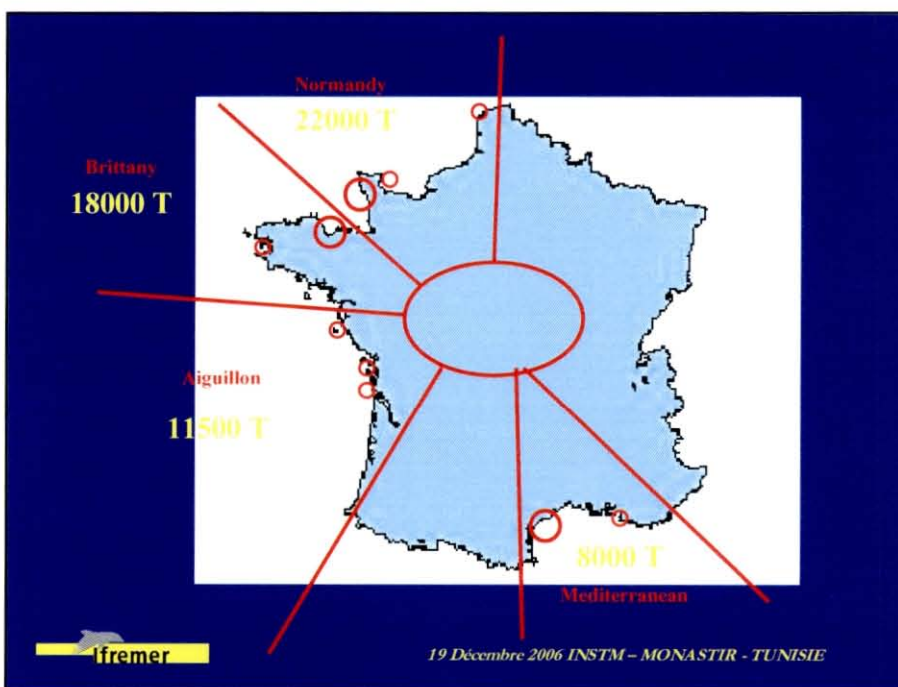 Normandy
22000 T
Brittany
18000 T
Aiguillon
11500 T
8000 T
Mediterranean
ifremer
19 Décembre 2006 INSTM – MONASTIR - TUNISIE